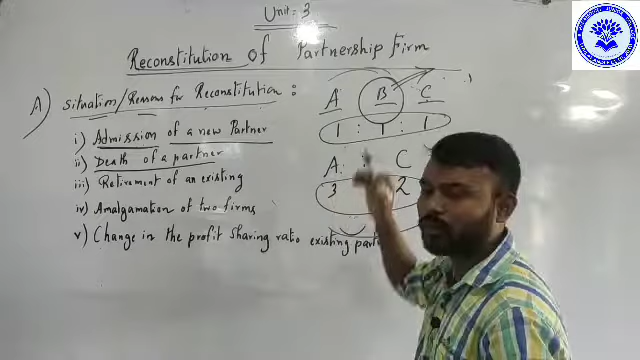 Unit: 3
Reconstitution of Partnership Firm
A) Situation/Reasons for Reconstitution :
i) Admission of a new Partner
ii) Death of a partner
iii) Retirement of an existing
iv) Amalgamation of two firms
v) Change in the profit sharing ratio existing
A B C
1 : 1 : 1
A : C
3 2